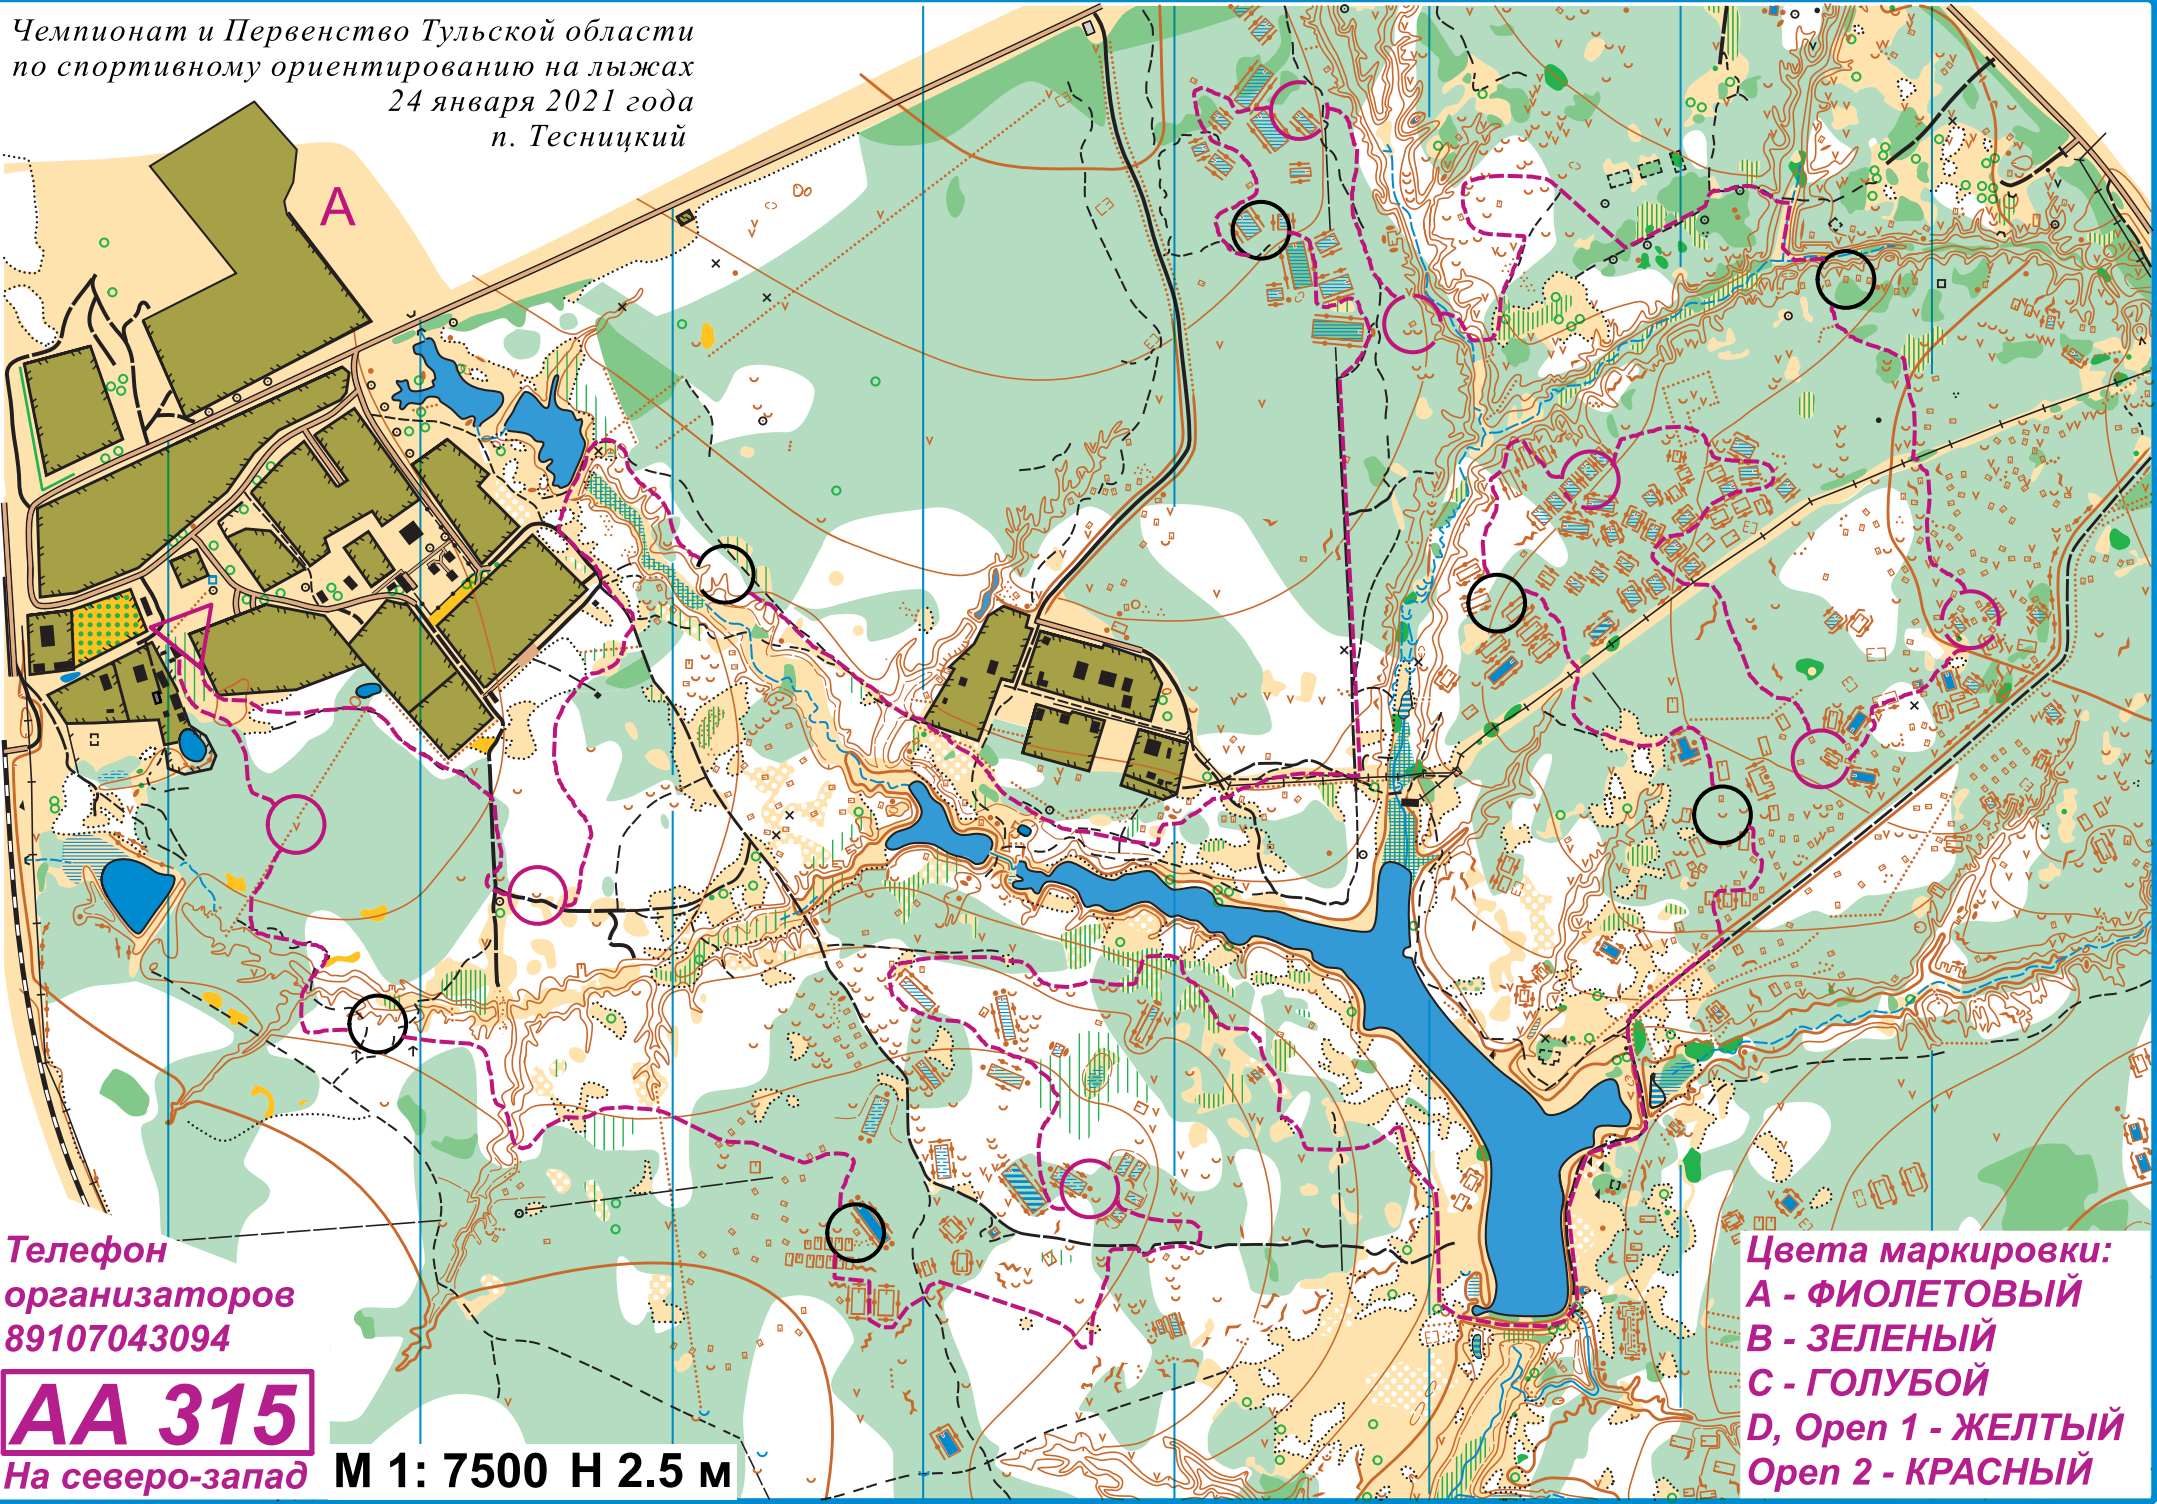 Чемпионат и Первенство Тульской области
по спортивному ориентированию на лыжах
24 января 2021 года
п. Тесницкий
А
Телефон
организаторов
89107043094
АА 315
На северо-запад
М 1: 7500 Н 2.5 м
Цвета маркировки:
А - ФИОЛЕТОВЫЙ
В - ЗЕЛЕНЫЙ
С - ГОЛУБОЙ
D, Open 1 - ЖЕЛТЫЙ
Open 2 - КРАСНЫЙ